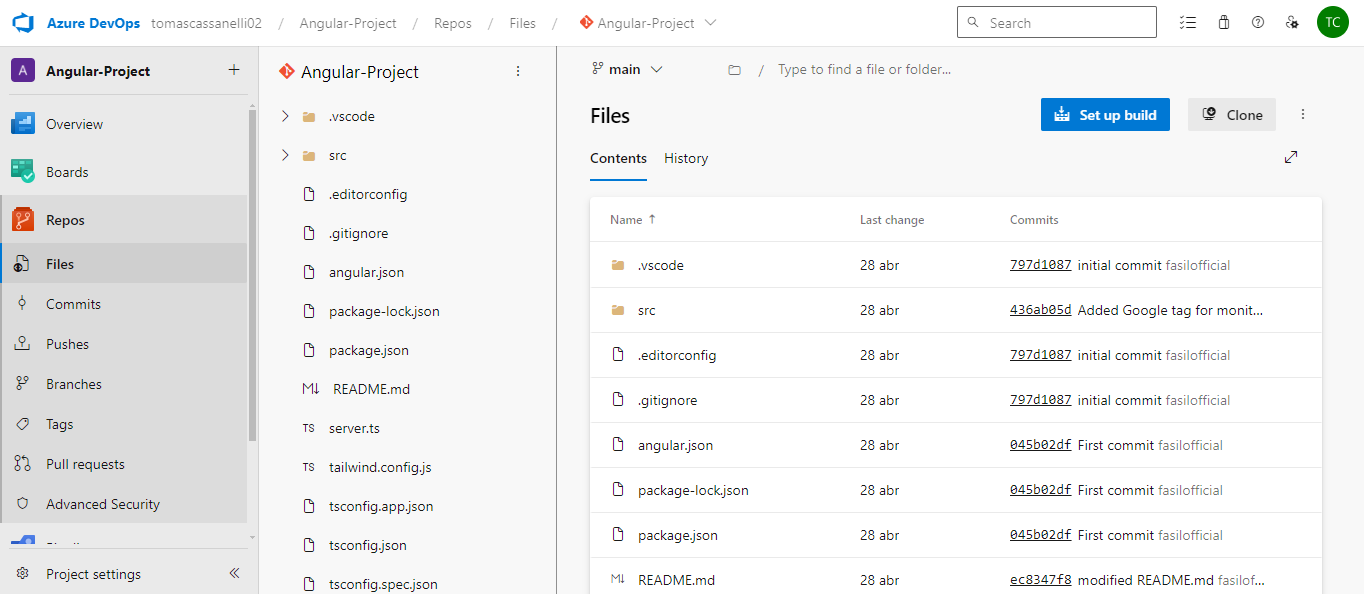 Azure DevOps tomascassanelli02 / Angular-Project / Repos / Files / Angular-Project Search TC
A Angular-Project +
Overview
Boards
Repos
Files
Commits
Pushes
Branches
Tags
Pull requests
Advanced Security
Project settings
Angular-Project
.vscode
src
.editorconfig
.gitignore
angular.json
package-lock.json
package.json
M↓ README.md
TS server.ts
TS tailwind.config.js
tsconfig.app.json
tsconfig.json
tsconfig.spec.json
main / Type to find a file or folder...
Files Set up build Clone
Contents History
Name ↑ Last change Commits
.vscode 28 abr 797d1087 initial commit fasilofficial
src 28 abr 436ab05d Added Google tag for monit...
.editorconfig 28 abr 797d1087 initial commit fasilofficial
.gitignore 28 abr 797d1087 initial commit fasilofficial
angular.json 28 abr 045b02df First commit fasilofficial
package-lock.json 28 abr 045b02df First commit fasilofficial
package.json 28 abr 045b02df First commit fasilofficial
M↓ README.md 28 abr ec8347f8 modified README.md fasilof...